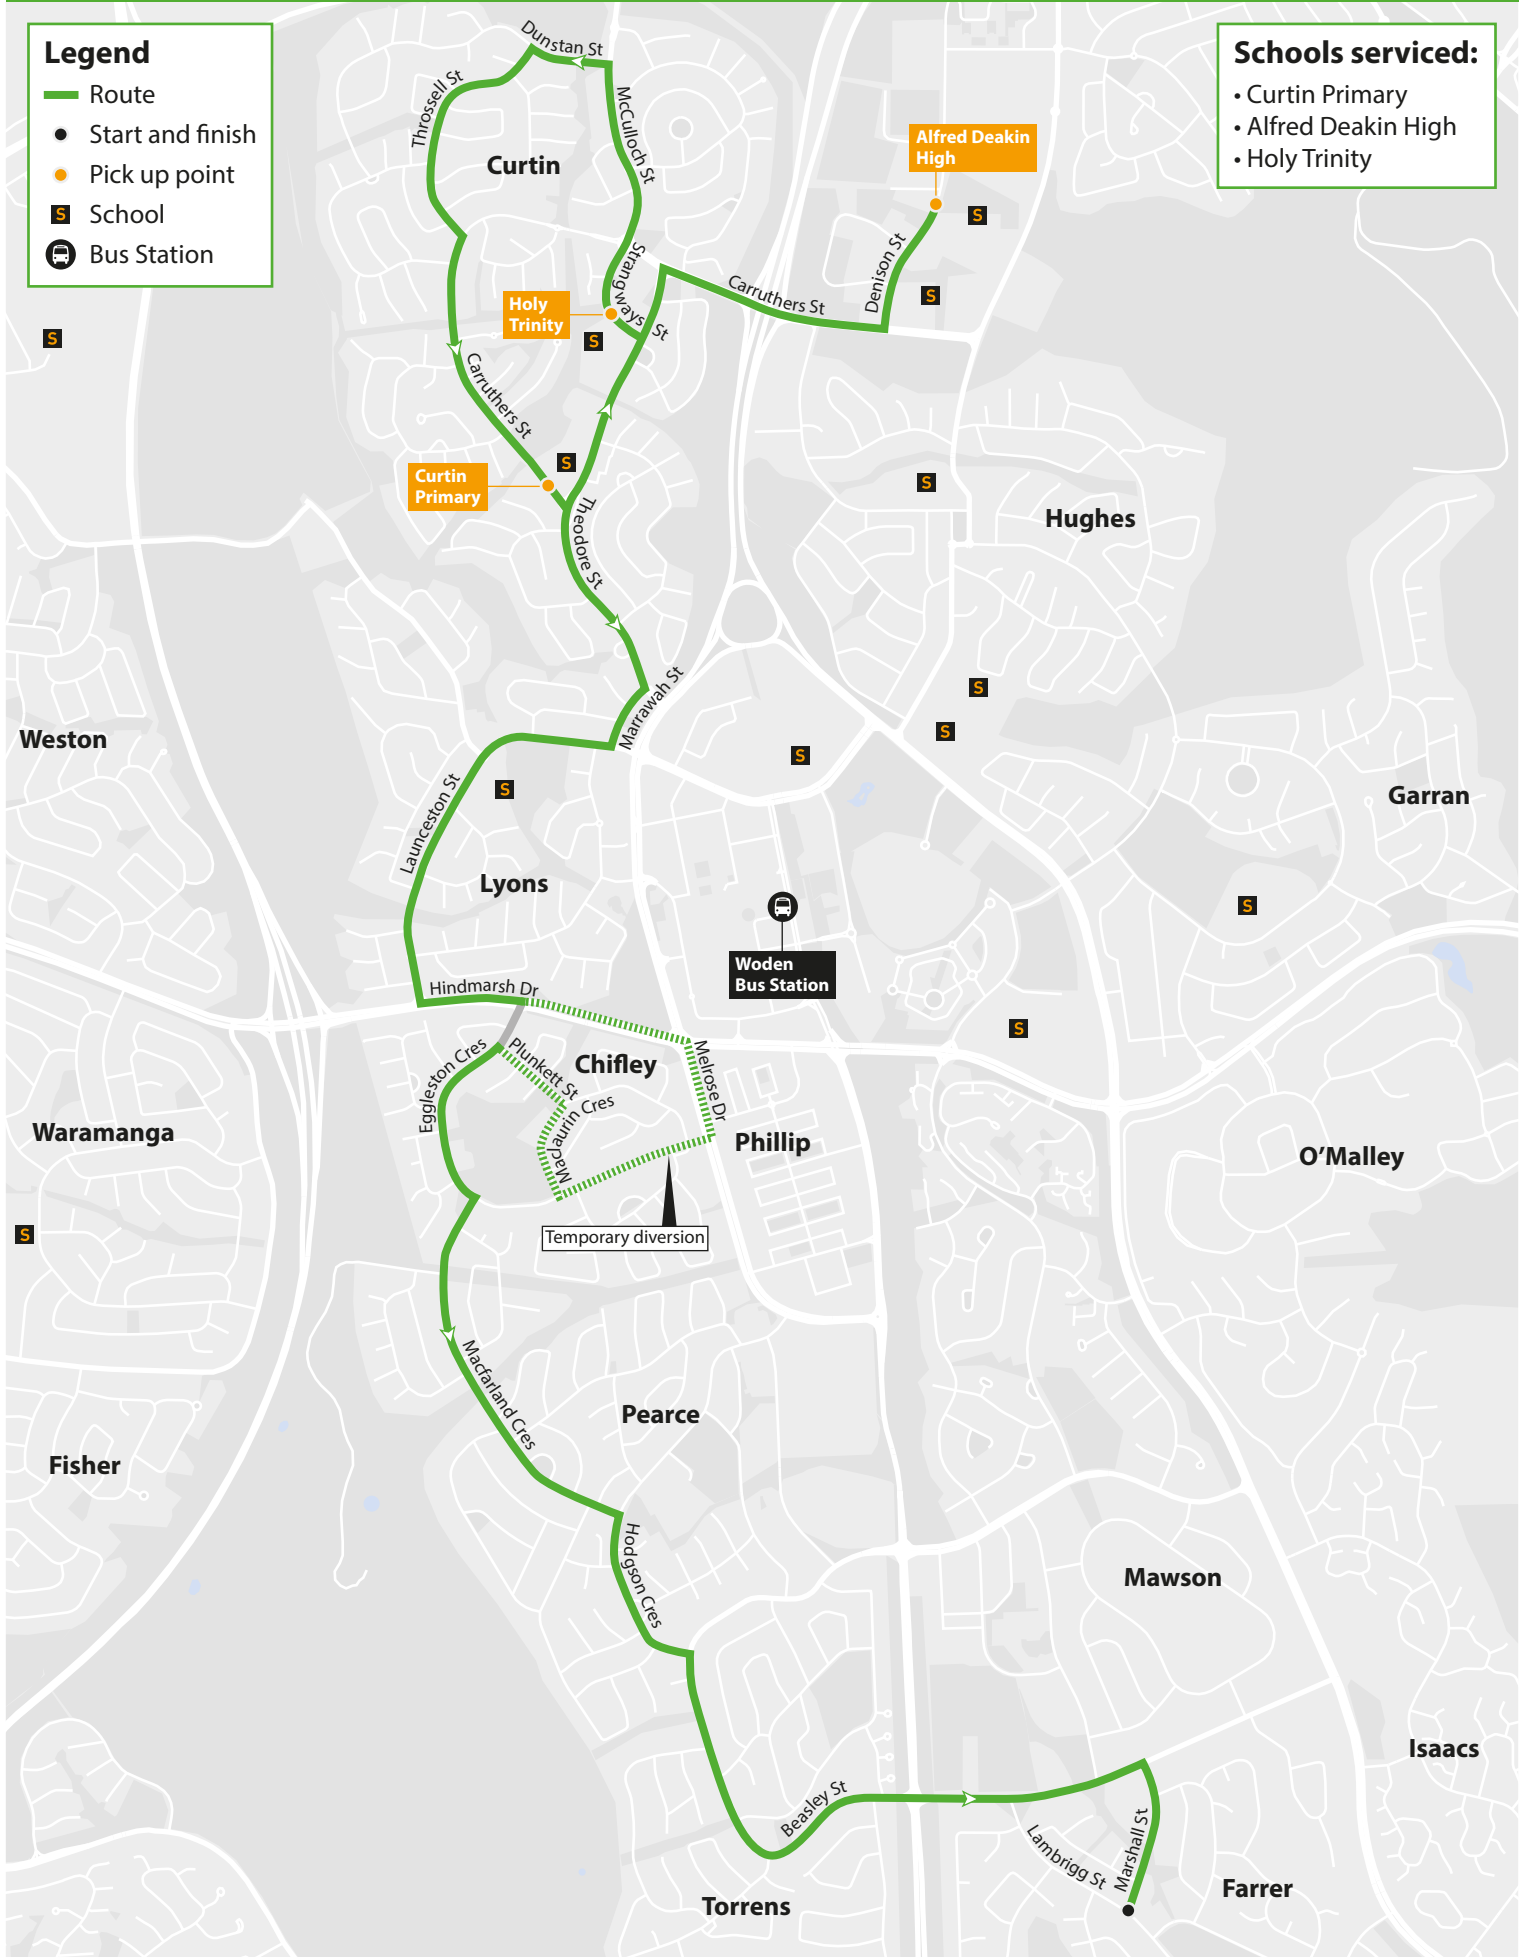 Legend
Route
Start and finish
Pick up point
S School
Bus Station
Schools serviced:
• Curtin Primary
• Alfred Deakin High
• Holy Trinity
Dunstan St
Throssell St
McCulloch St
Curtin
Alfred Deakin
High
S
Strangways St
Denison St
Carruthers St
S
Holy
Trinity
S
S
Carruthers St
S
Curtin
Primary
S
Theodore St
Hughes
Marrawah St
S
S
S
Weston
S
Launceston St
Garran
Lyons
S
Woden
Bus Station
Hindmarsh Dr
S
Eggleston Cres
Plunkett St
Chifley
Melrose Dr
Maclaurin Cres
Waramanga
Phillip
O'Malley
S
Temporary diversion
Macfarland Cres
Pearce
Fisher
Hodgson Cres
Mawson
Isaacs
Beasley St
Lambrigg St
Marshall St
Farrer
Torrens